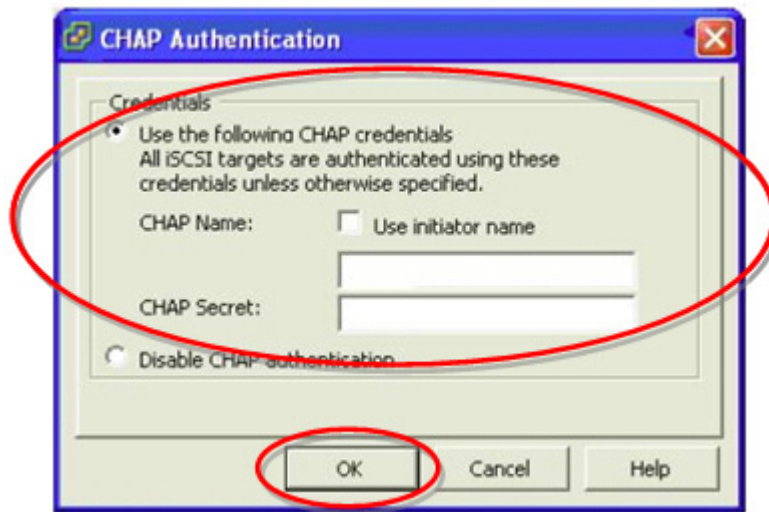 CHAP Authentication
Credentials
Use the following CHAP credentials
All iSCSI targets are authenticated using these
credentials unless otherwise specified.
CHAP Name:
Use initiator name
CHAP Secret:
Disable CHAP authentication
OK
Cancel
Help